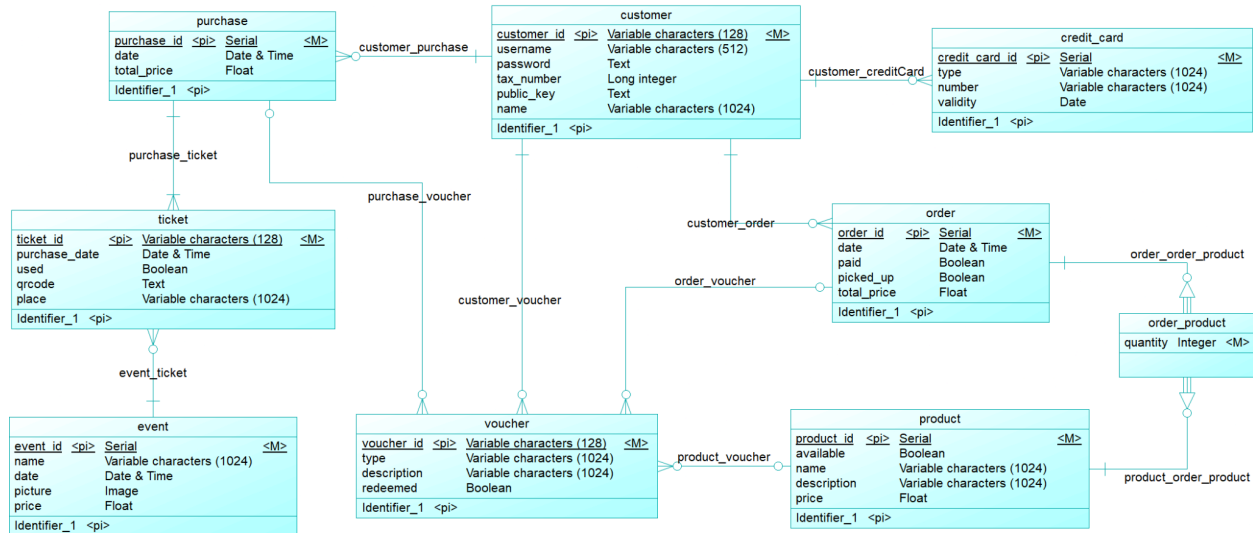 purchase
purchase_id <pi> Serial <M>
date Date & Time
total_price Float
Identifier_1 <pi>
customer_purchase
customer
customer_id <pi> Variable characters (128) <M>
username Variable characters (512)
password Text
tax_number Long integer
public_key Text
name Variable characters (1024)
Identifier_1 <pi>
customer_creditCard
credit_card
credit_card_id <pi> Serial <M>
type Variable characters (1024)
number Variable characters (1024)
validity Date
Identifier_1 <pi>
purchase_ticket
purchase_voucher
customer_order
ticket
ticket_id <pi> Variable characters (128) <M>
purchase_date Date & Time
used Boolean
qrcode Text
place Variable characters (1024)
Identifier_1 <pi>
customer_voucher
order_voucher
order
order_id <pi> Serial <M>
date Date & Time
paid Boolean
picked_up Boolean
total_price Float
Identifier_1 <pi>
order_order_product
order_product
quantity Integer <M>
event_ticket
event
event_id <pi> Serial <M>
name Variable characters (1024)
date Date & Time
picture Image
price Float
Identifier_1 <pi>
voucher
voucher_id <pi> Variable characters (128) <M>
type Variable characters (1024)
description Variable characters (1024)
redeemed Boolean
Identifier_1 <pi>
product_voucher
product
product_id <pi> Serial <M>
available Boolean
name Variable characters (1024)
description Variable characters (1024)
price Float
Identifier_1 <pi>
product_order_product